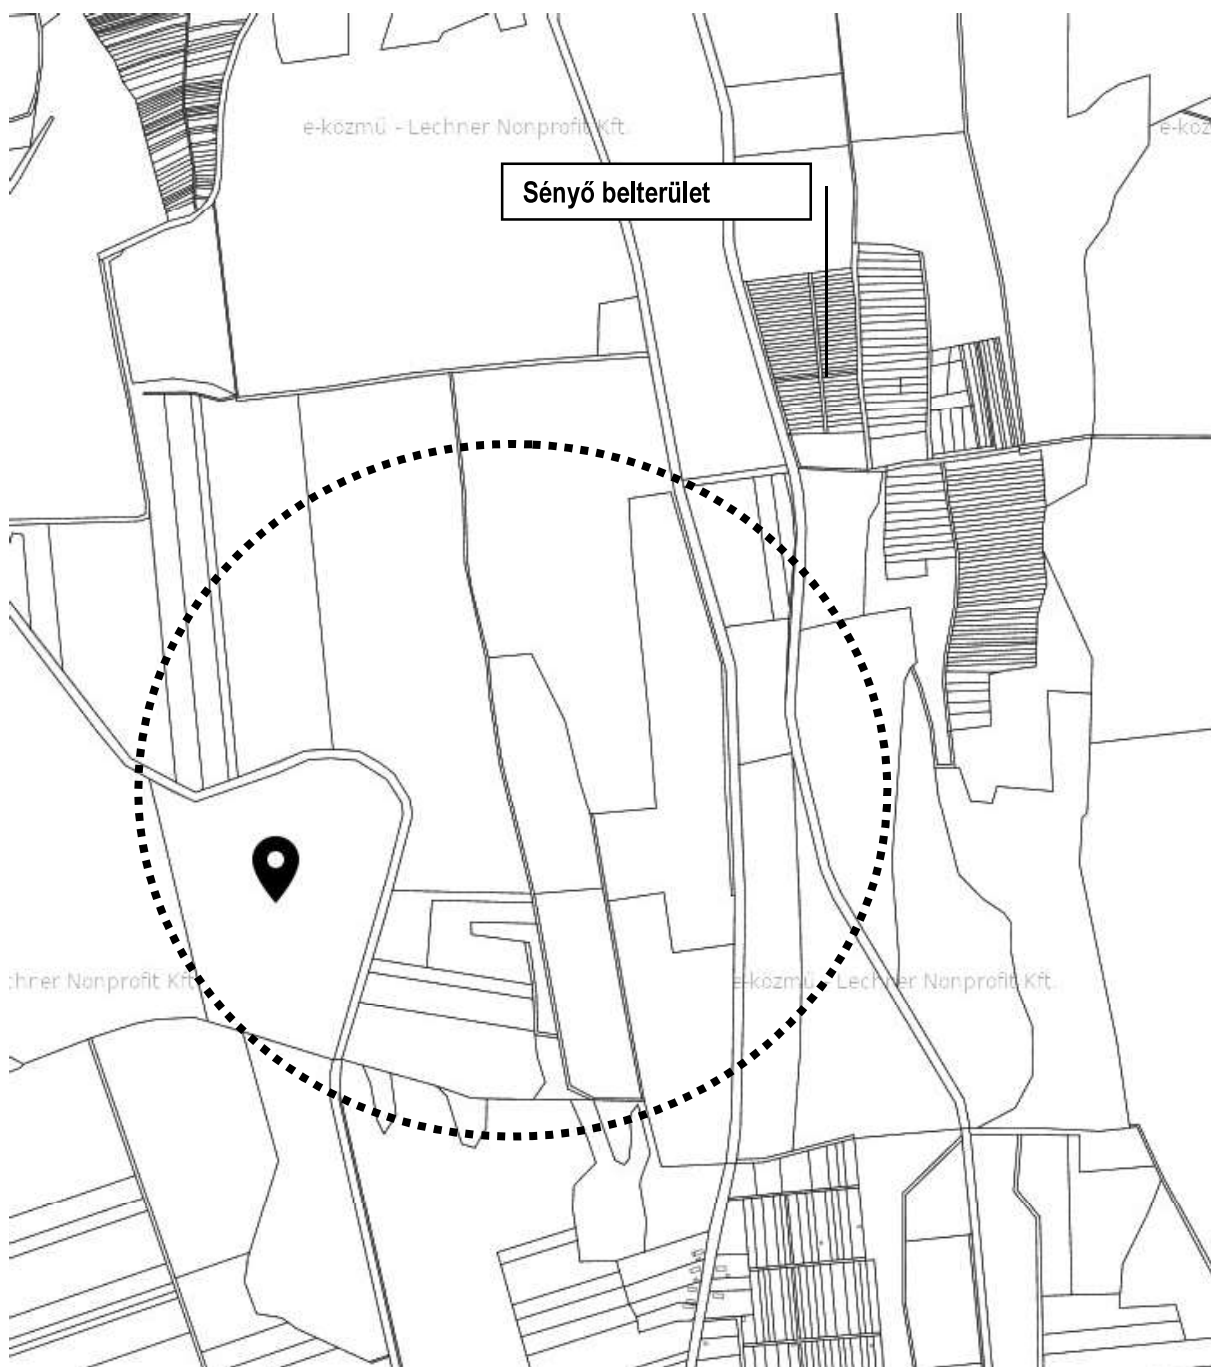 e-közmű - Lechner Nonprofit Kft.
e-köz
Sényő belterület
chner Nonprofit Kft.
e-közmű - Lechner Nonprofit Kft.